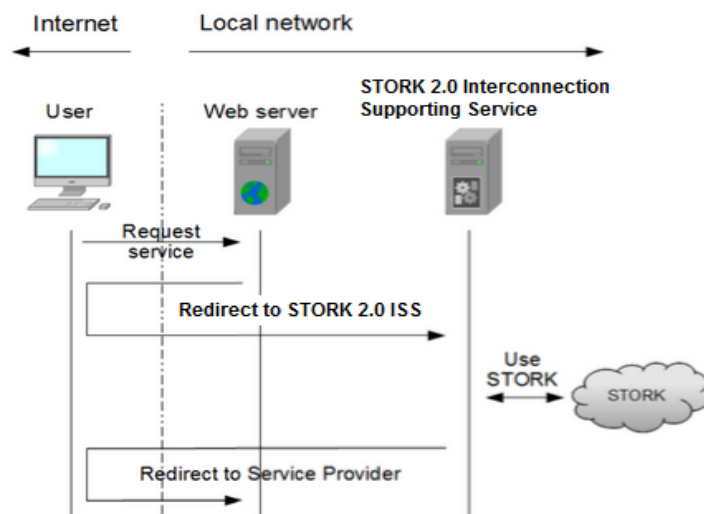 Internet
Local network
STORK 2.0 Interconnection
Supporting Service
User
Web server
Request
service
Redirect to STORK 2.0 ISS
Use
STORK
STORK
Redirect to Service Provider